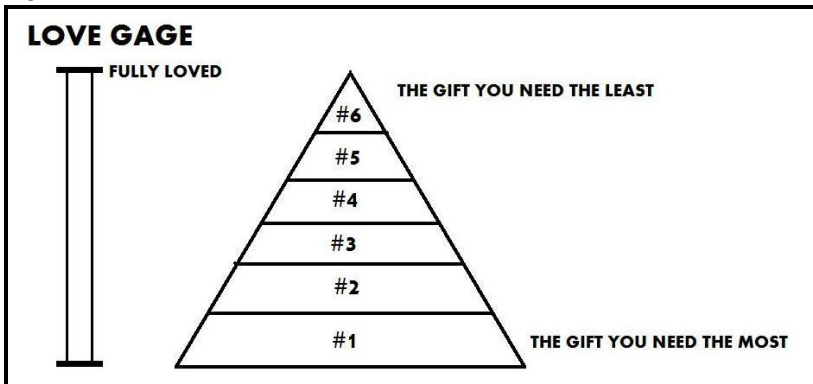 LOVE GAGE
FULLY LOVED
THE GIFT YOU NEED THE LEAST
#6
#5
#4
#3
#2
#1
THE GIFT YOU NEED THE MOST